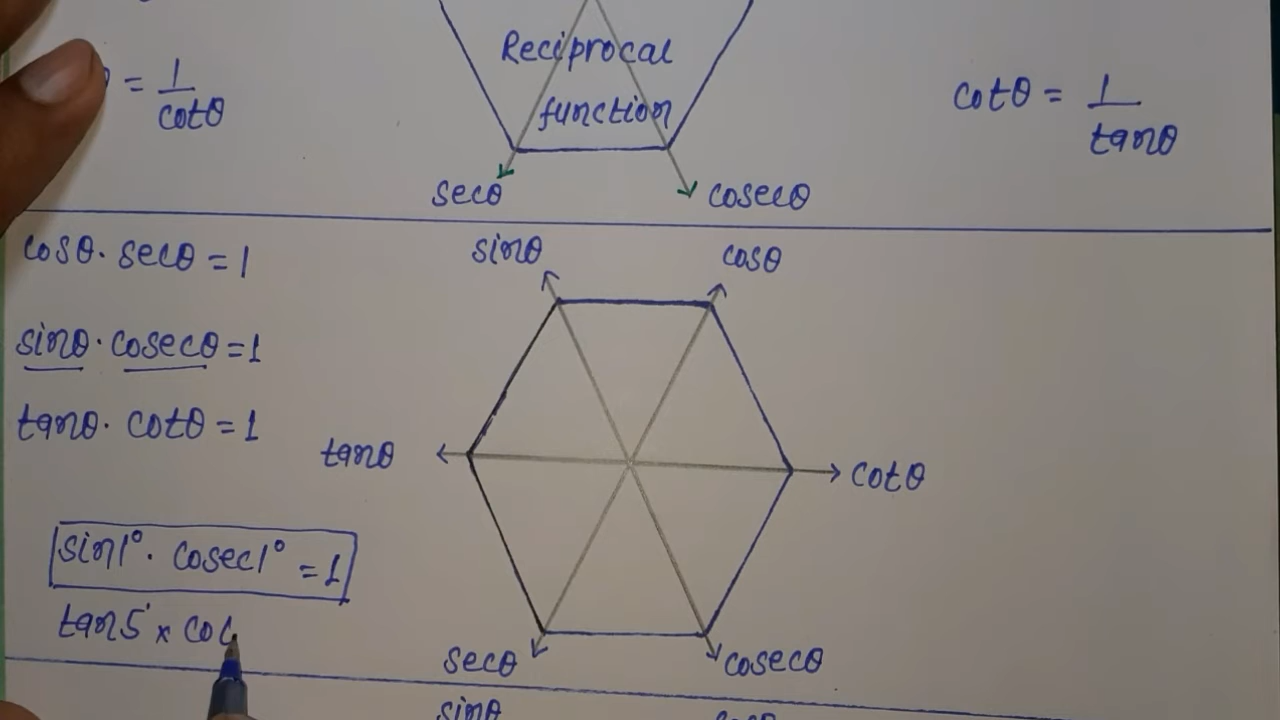 Reciprocal
function
θ = 1/cotθ
cotθ = 1/tanθ
secθ
cosecθ
cosθ. secθ = 1
sinθ. cosecθ = 1
tanθ. cotθ = 1
sin1°. cosec1° = 1
tan5° x cot
sinθ
cosθ
tanθ
cotθ
secθ
cosecθ
sinθ